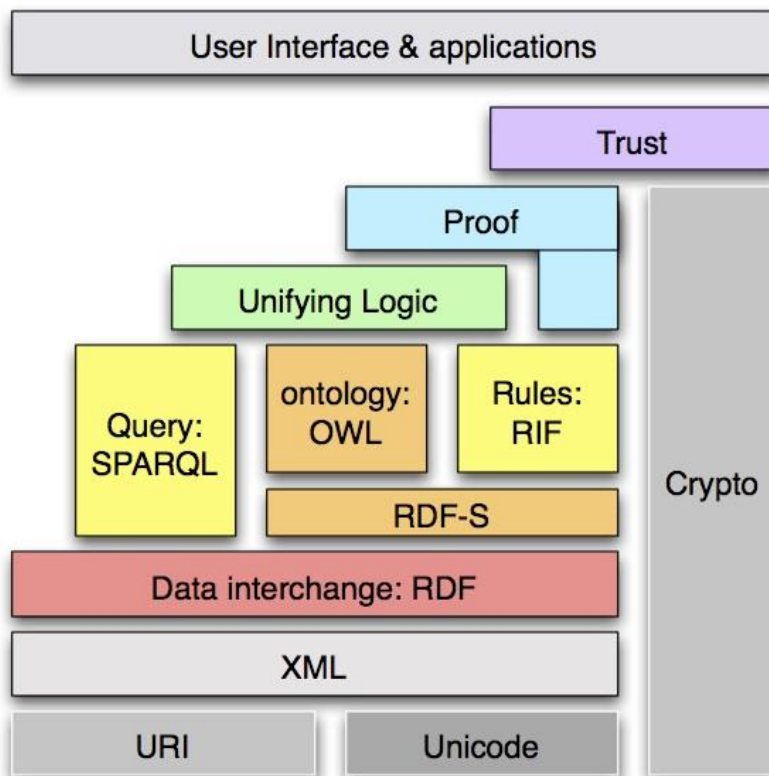 User Interface & applications
Trust
Proof
Unifying Logic
Query:
SPARQL
ontology:
OWL
Rules:
RIF
Crypto
RDF-S
Data interchange: RDF
XML
URI
Unicode